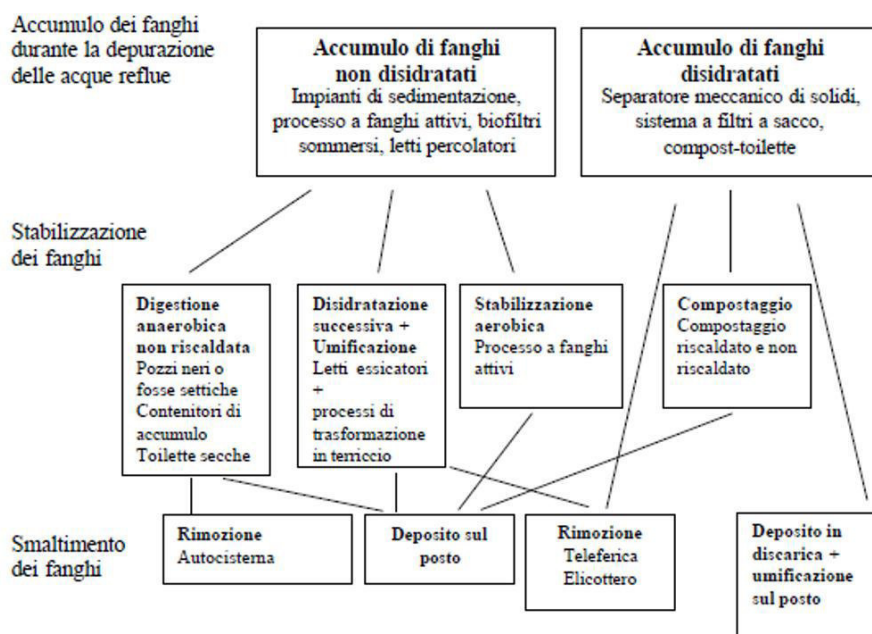 Accumulo dei fanghi
durante la depurazione
delle acque reflue
Accumulo di fanghi
non disidratati
Impianti di sedimentazione,
processo a fanghi attivi, biofiltri
sommersi, letti percolatori
Accumulo di fanghi
disidratati
Separatore meccanico di solidi,
sistema a filtri a sacco,
compost-toilette
Stabilizzazione
dei fanghi
Digestione
anaerobica
non riscaldata
Pozzi neri o
fosse settiche
Contenitori di
accumulo
Toilette secche
Disidratazione
successiva +
Umificazione
Letti essicatori
+
processi di
trasformazione
in terriccio
Stabilizzazione
aerobica
Processo a fanghi
attivi
Compostaggio
Compostaggio
riscaldato e non
riscaldato
Smaltimento
dei fanghi
Rimozione
Autocisterna
Deposito sul
posto
Rimozione
Teleferica
Elicottero
Deposito in
discarica +
umificazione
sul posto